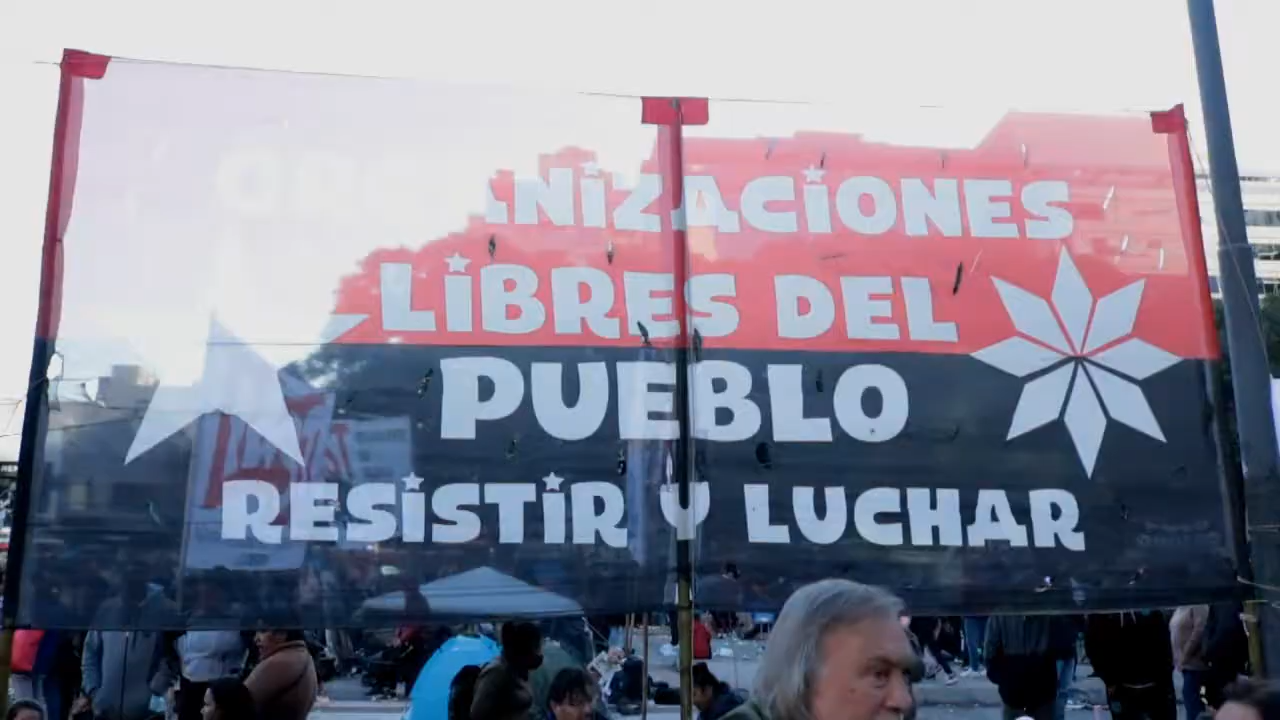 NiZACiONES
LiBRES DEL
PUEBLO
RESiSTiR Y LUCHAR